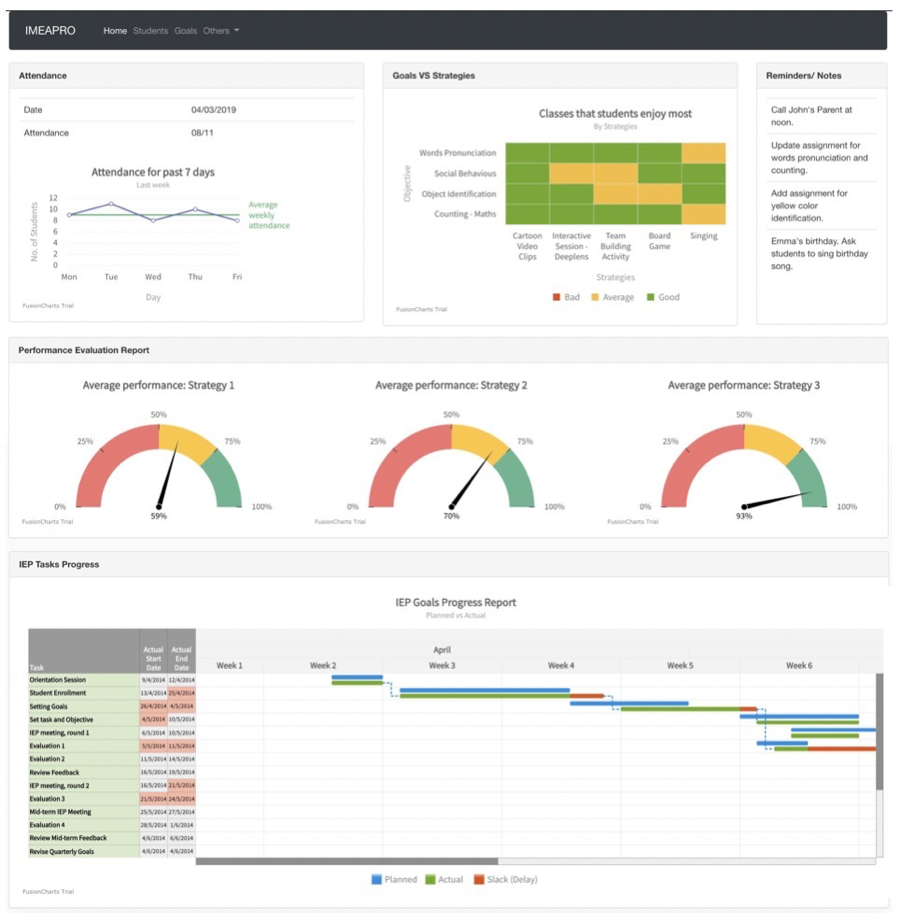 IMEAPRO Home Students Goals Others
Attendance
Date 04/03/2019
Attendance 08/11
Attendance for past 7 days
Last week
No. of Students
12
10
8
6
4
2
0
Average
weekly
attendance
Mon Tue Wed Thu Fri
Day
FusionCharts Trial
Goals VS Strategies
Classes that students enjoy most
By Strategies
Objective
Words Pronunciation
Social Behavious
Object Identification
Counting - Maths
Cartoon
Video
Clips
Interactive
Session -
Deeplens
Team
Building
Activity
Board
Game
Singing
Strategies
Bad Average Good
FusionCharts Trial
Reminders/ Notes
Call John's Parent at
noon.
Update assignment for
words pronunciation and
counting.
Add assignment for
yellow color
identification.
Emma's birthday. Ask
students to sing birthday
song.
Performance Evaluation Report
Average performance: Strategy 1
0% 25% 50% 75% 100%
59%
FusionCharts Trial
Average performance: Strategy 2
0% 25% 50% 75% 100%
70%
FusionCharts Trial
Average performance: Strategy 3
0% 25% 50% 75% 100%
93%
FusionCharts Trial
IEP Tasks Progress
IEP Goals Progress Report
Planned vs Actual
Task
Actual
Start
Date
Actual
End
Date
April
Week 1 Week 2 Week 3 Week 4 Week 5 Week 6
Orientation Session 9/4/2014 12/4/2014
Student Enrollment 13/4/2014 25/4/2014
Setting Goals 26/4/2014 4/5/2014
Set task and Objective 4/5/2014 10/5/2014
IEP meeting, round 1 6/5/2014 10/5/2014
Evaluation 1 5/5/2014 11/5/2014
Evaluation 2 11/5/2014 14/5/2014
Review Feedback 16/5/2014 19/5/2014
IEP meeting, round 2 16/5/2014 21/5/2014
Evaluation 3 21/5/2014 24/5/2014
Mid-term IEP Meeting 25/5/2014 27/5/2014
Evaluation 4 28/5/2014 1/6/2014
Review Mid-term Feedback 4/6/2014 6/6/2014
Revise Quarterly Goals 4/6/2014 4/6/2014
Planned Actual Slack (Delay)
FusionCharts Trial